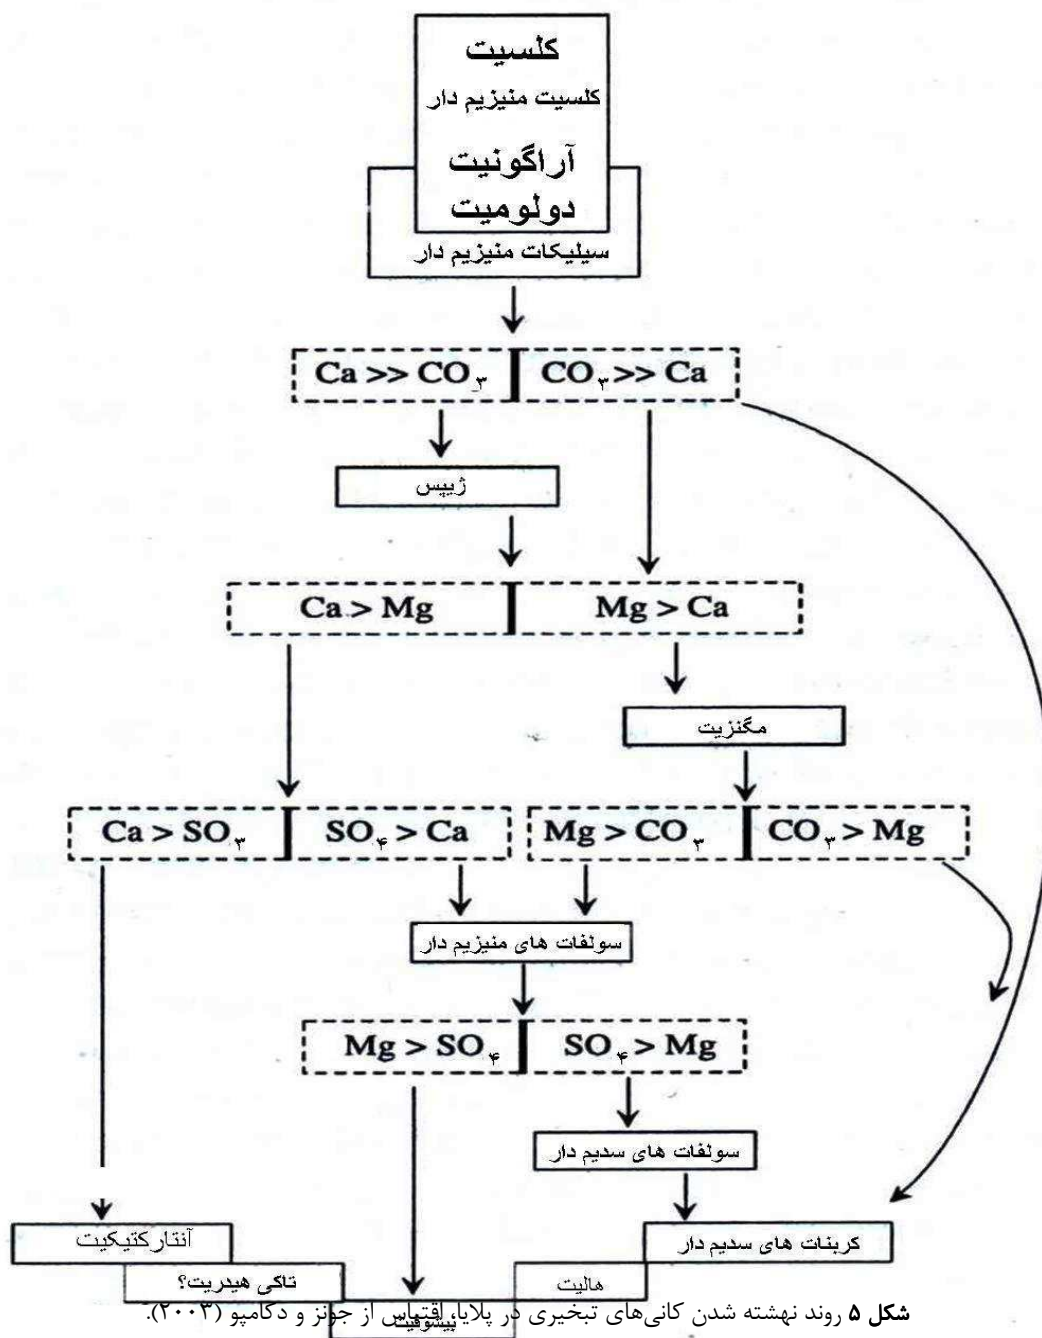 کلسیت
کلسیت منیزیم دار
آراگونیت
دولومیت
سیلیکات منیزیم دار
Ca >> CO۳ CO۳ >> Ca
ژیپس
Ca > Mg Mg > Ca
مگنزیت
Ca > SO۳ SO۴ > Ca Mg > CO۳ CO۳ > Mg
سولفات های منیزیم دار
Mg > SO۴ SO۴ > Mg
سولفات های سدیم دار
آنتارکتیکیت کربنات های سدیم دار
تاکی هیدریت؟ هالیت
بیشوفیت
شکل ۵ روند نهشته شدن کانی‌های تبخیری در پلایا، اقتباس از جونز و دکامپو (۲۰۰۳).